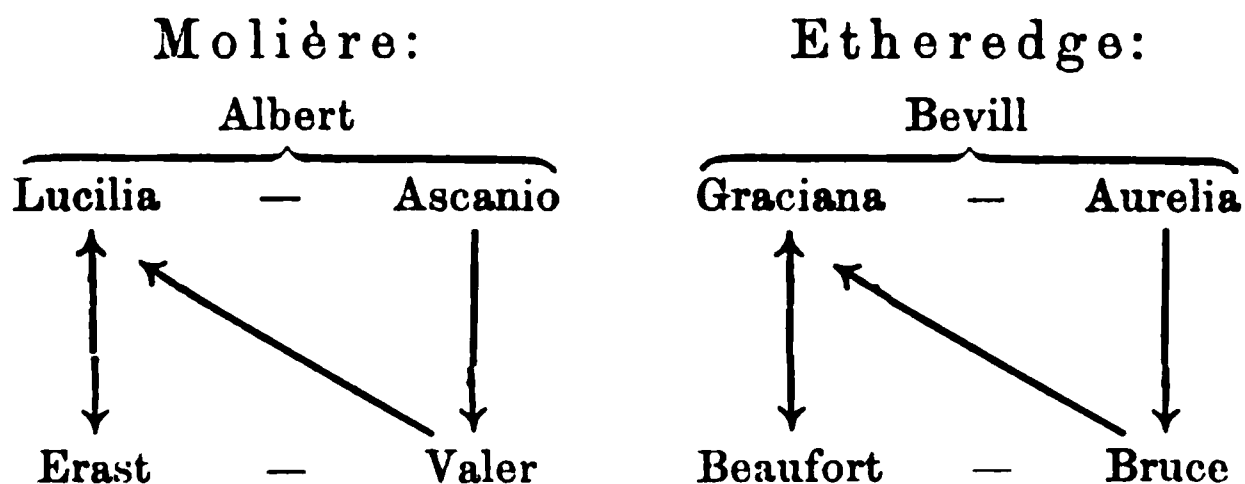 Molière: Etheredge:
Albert Bevill
Lucilia — Ascanio Graciana — Aurelia
Erast — Valer Beaufort — Bruce